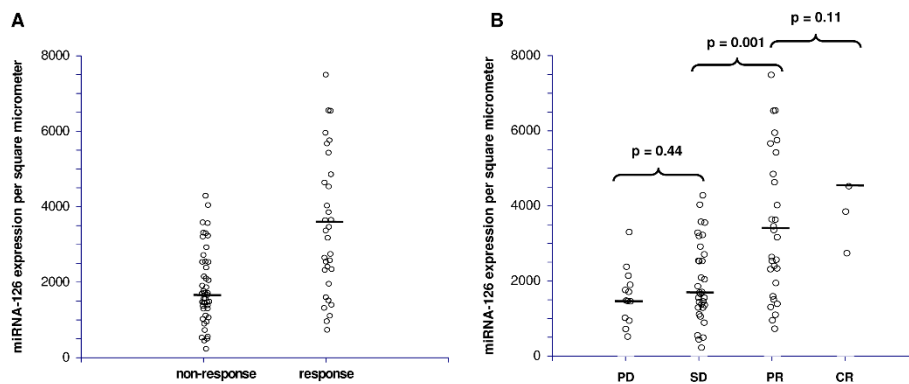 A
miRNA-126 expression per square micrometer
8000
6000
4000
2000
0
non-response response
B
p = 0.11
p = 0.001
p = 0.44
miRNA-126 expression per square micrometer
8000
6000
4000
2000
0
PD SD PR CR